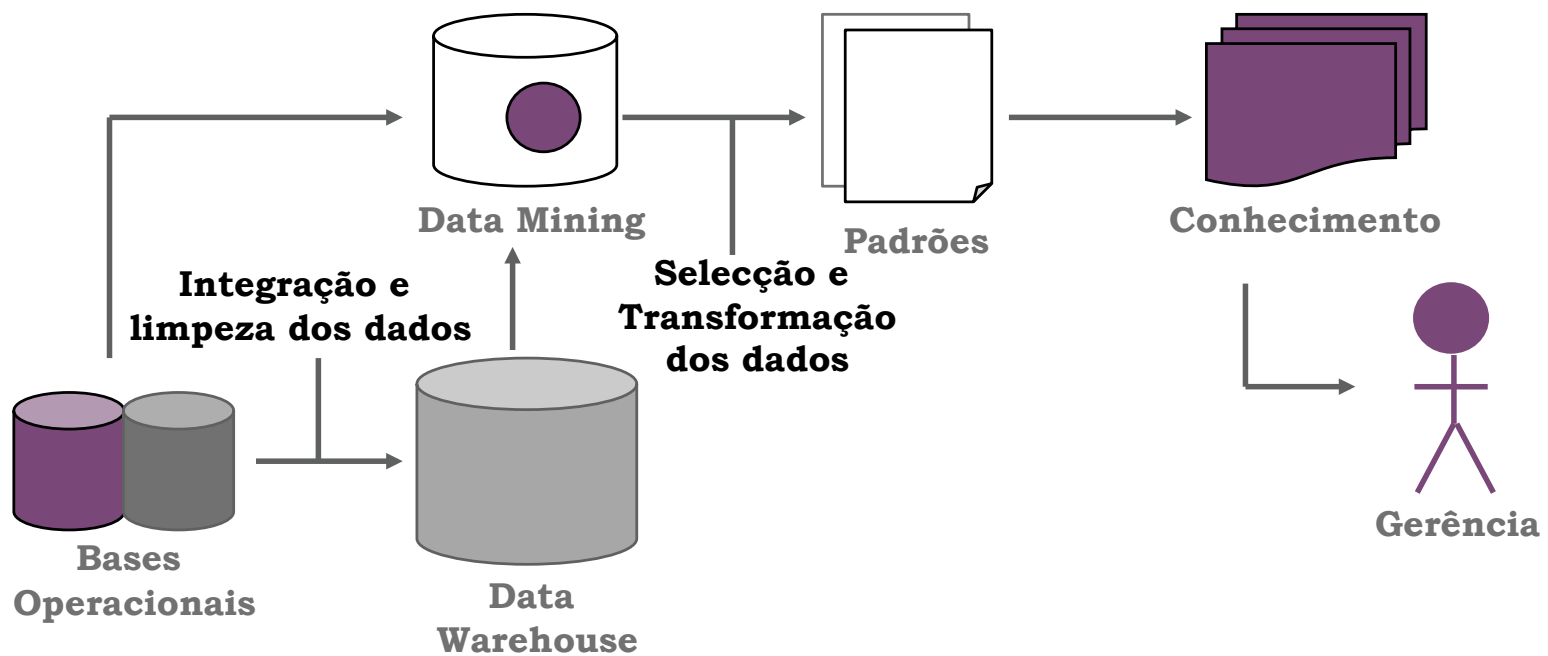 Data Mining
Padrões
Conhecimento
Integração e
limpeza dos dados
Selecção e
Transformação
dos dados
Bases
Operacionais
Data
Warehouse
Gerência